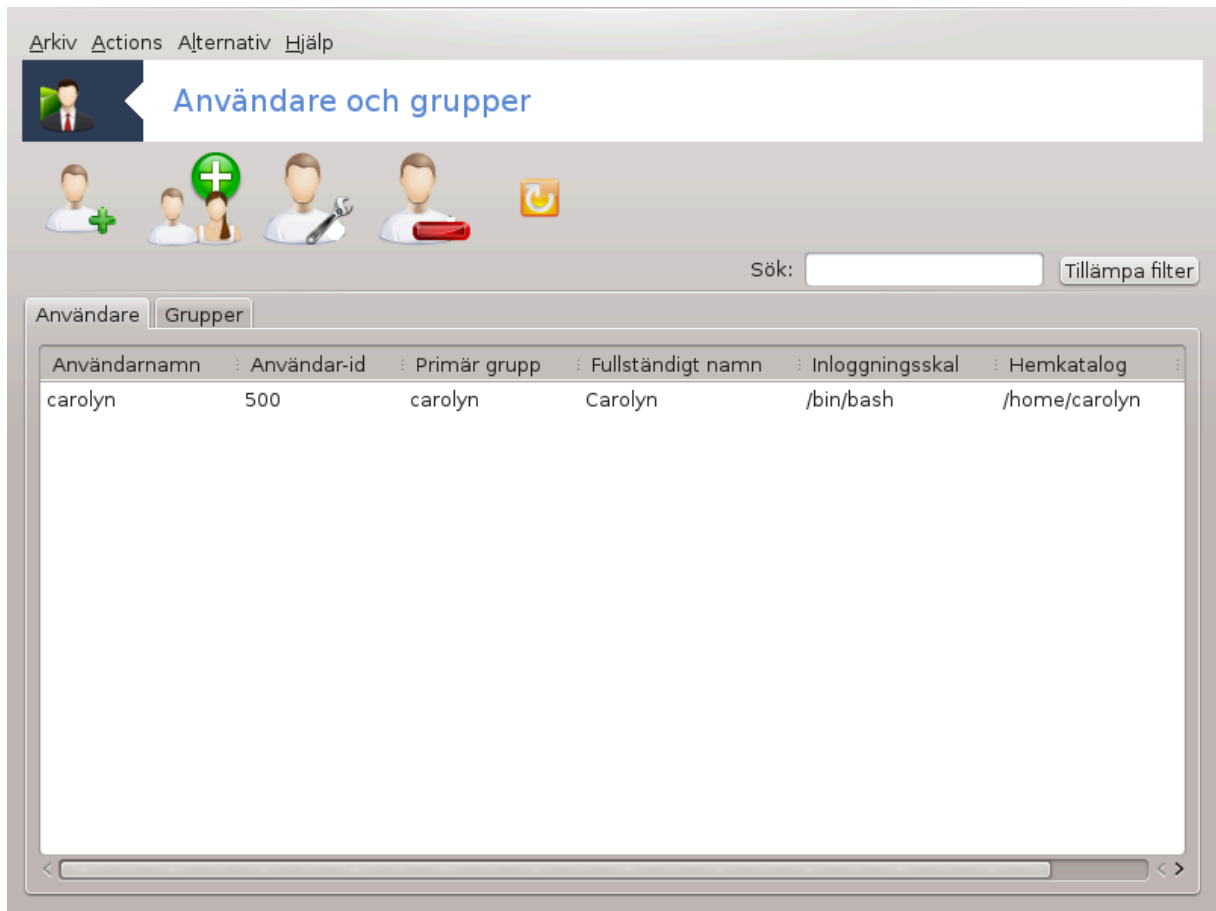 Arkiv Actions Alternativ Hjälp
Användare och grupper
Sök: Tillämpa filter
Användare Grupper
Användarnamn Användar-id Primär grupp Fullständigt namn Inloggningsskal Hemkatalog
carolyn 500 carolyn Carolyn /bin/bash /home/carolyn